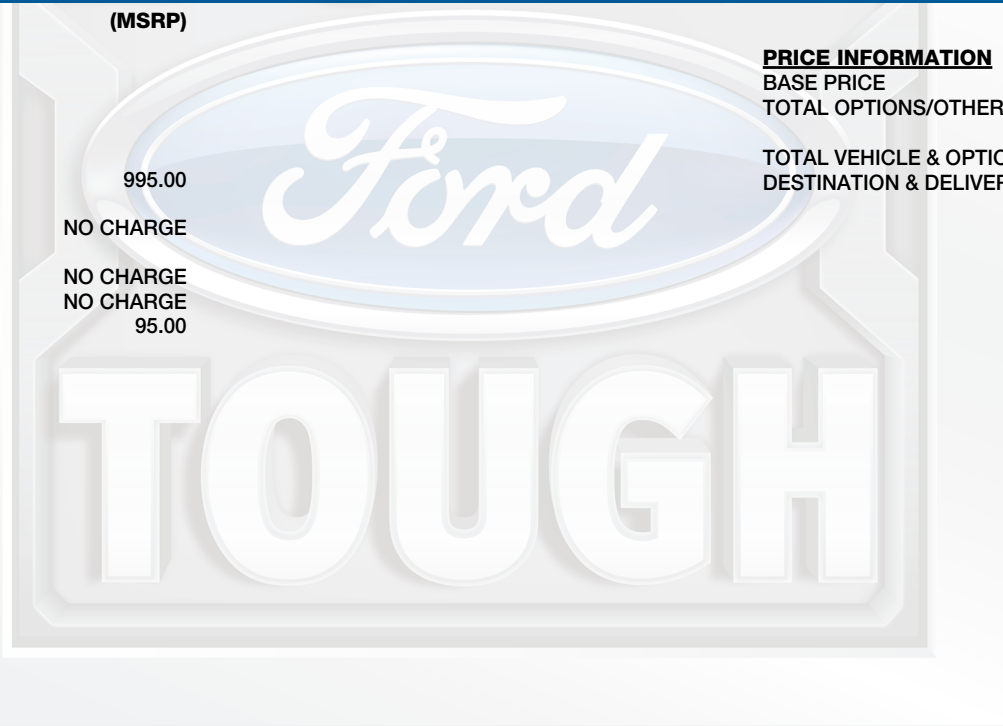 (MSRP)
995.00
NO CHARGE
NO CHARGE
NO CHARGE
95.00
PRICE INFORMATION
BASE PRICE
TOTAL OPTIONS/OTHER
TOTAL VEHICLE & OPTIO
DESTINATION & DELIVER
Ford
TOUGH